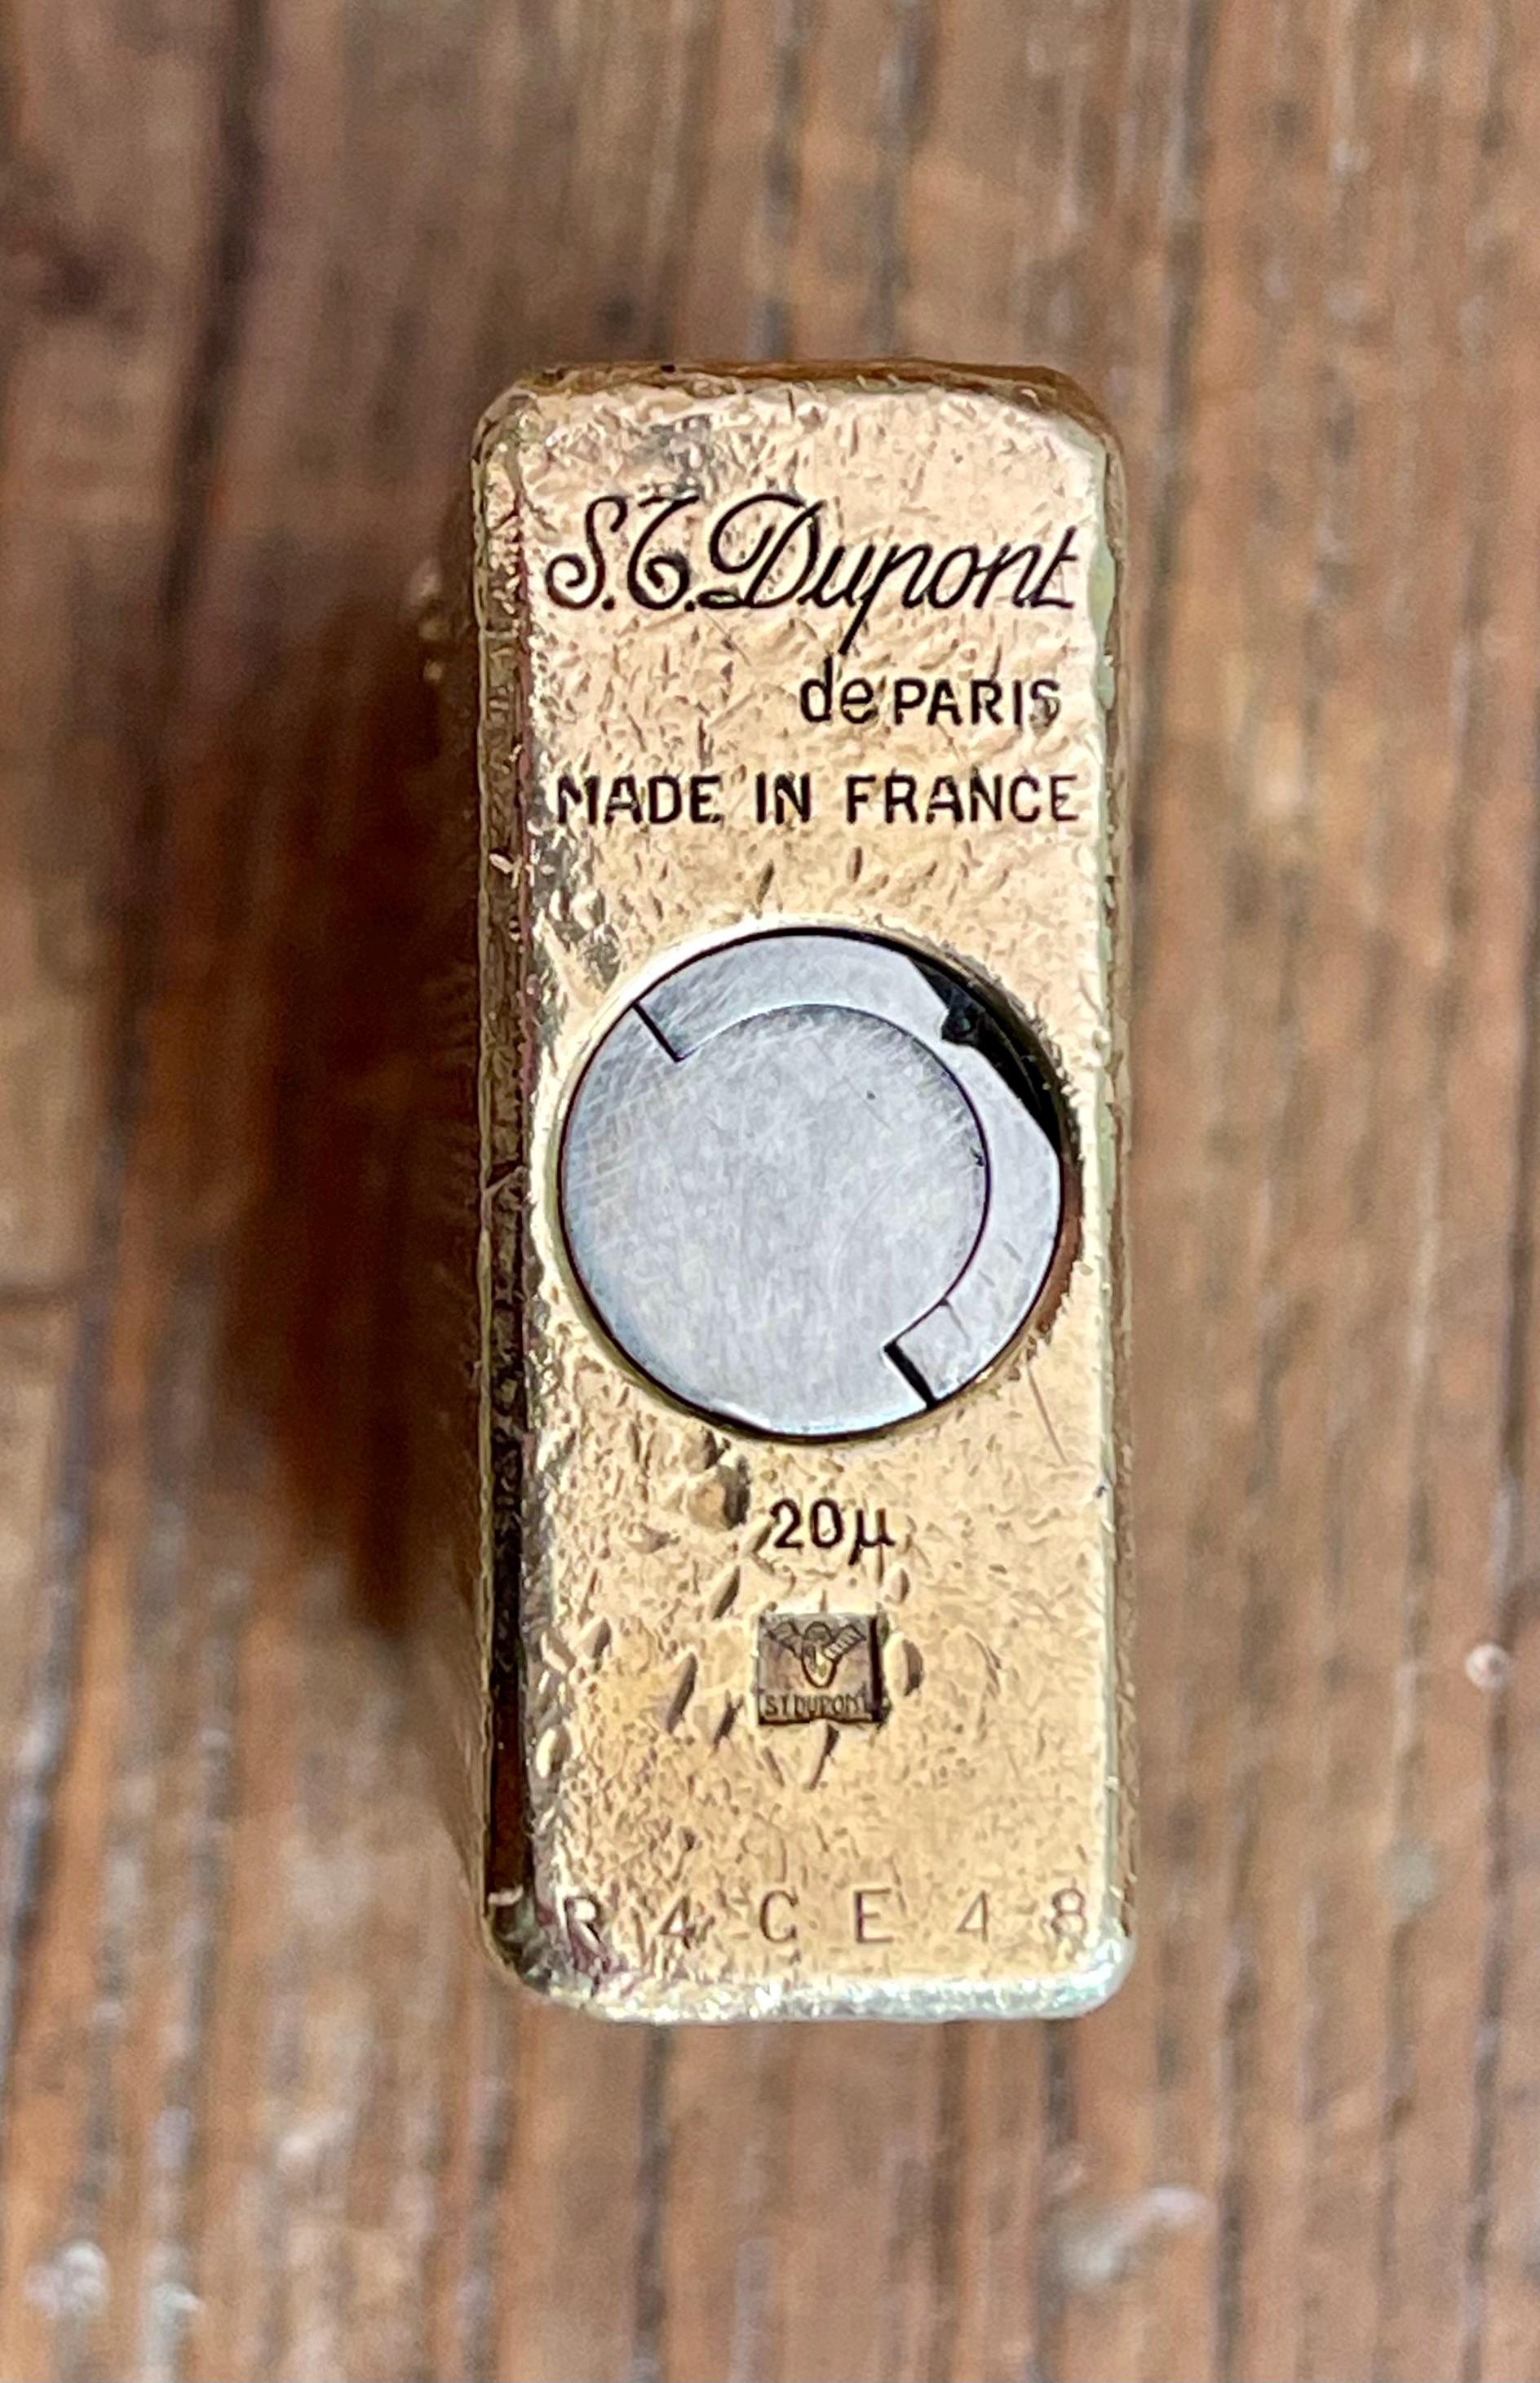 S.T. Dupont
de PARIS
MADE IN FRANCE
20µ
ST DUPONT
R 4 C E 4 8